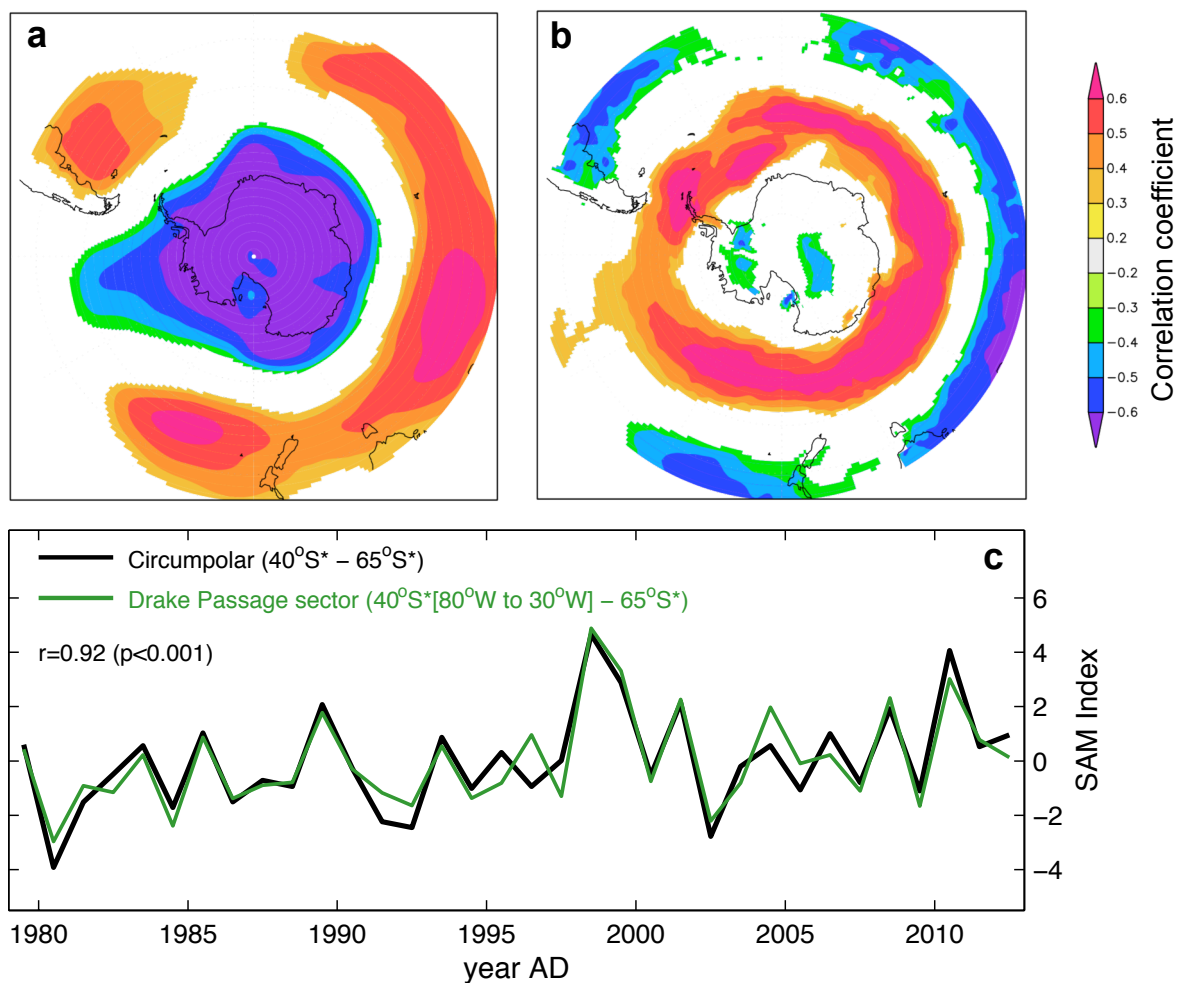 a
b
0.6
0.5
0.4
0.3
0.2
−0.2
−0.3
−0.4
−0.5
−0.6
Correlation coefficient
c
Circumpolar (40°S* − 65°S*)
Drake Passage sector (40°S*[80°W to 30°W] − 65°S*)
r=0.92 (p<0.001)
6
4
2
0
−2
−4
SAM Index
1980 1985 1990 1995 2000 2005 2010
year AD